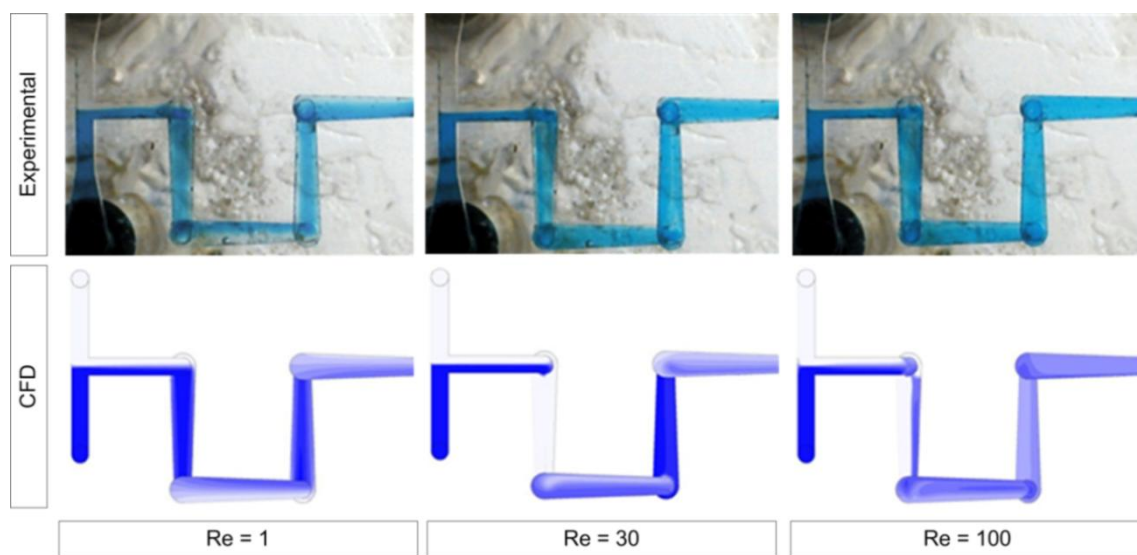 Experimental
CFD
Re = 1
Re = 30
Re = 100